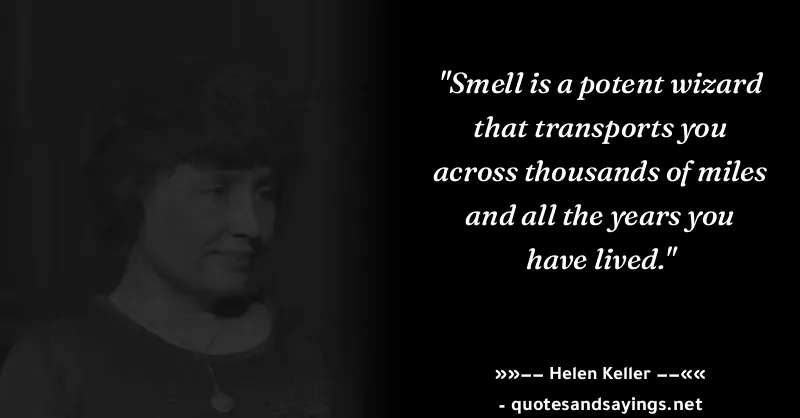 "Smell is a potent wizard
that transports you
across thousands of miles
and all the years you
have lived."
»»−− Helen Keller −−««
- quotesandsayings.net